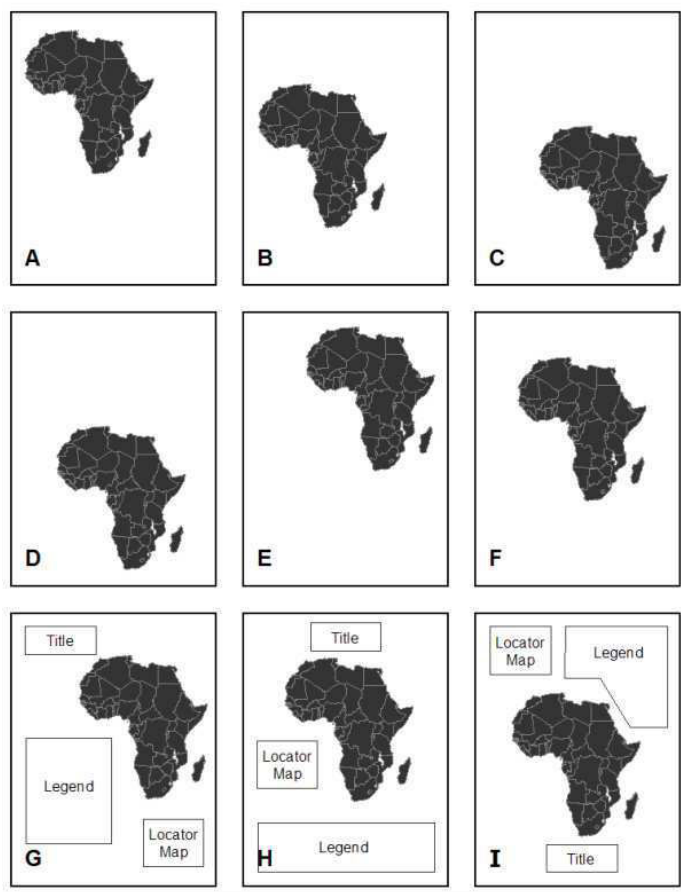 A
B
C
D
E
F
Title
Legend
Locator
Map
G
Title
Locator
Map
Legend
H
Locator
Map
Legend
Title
I